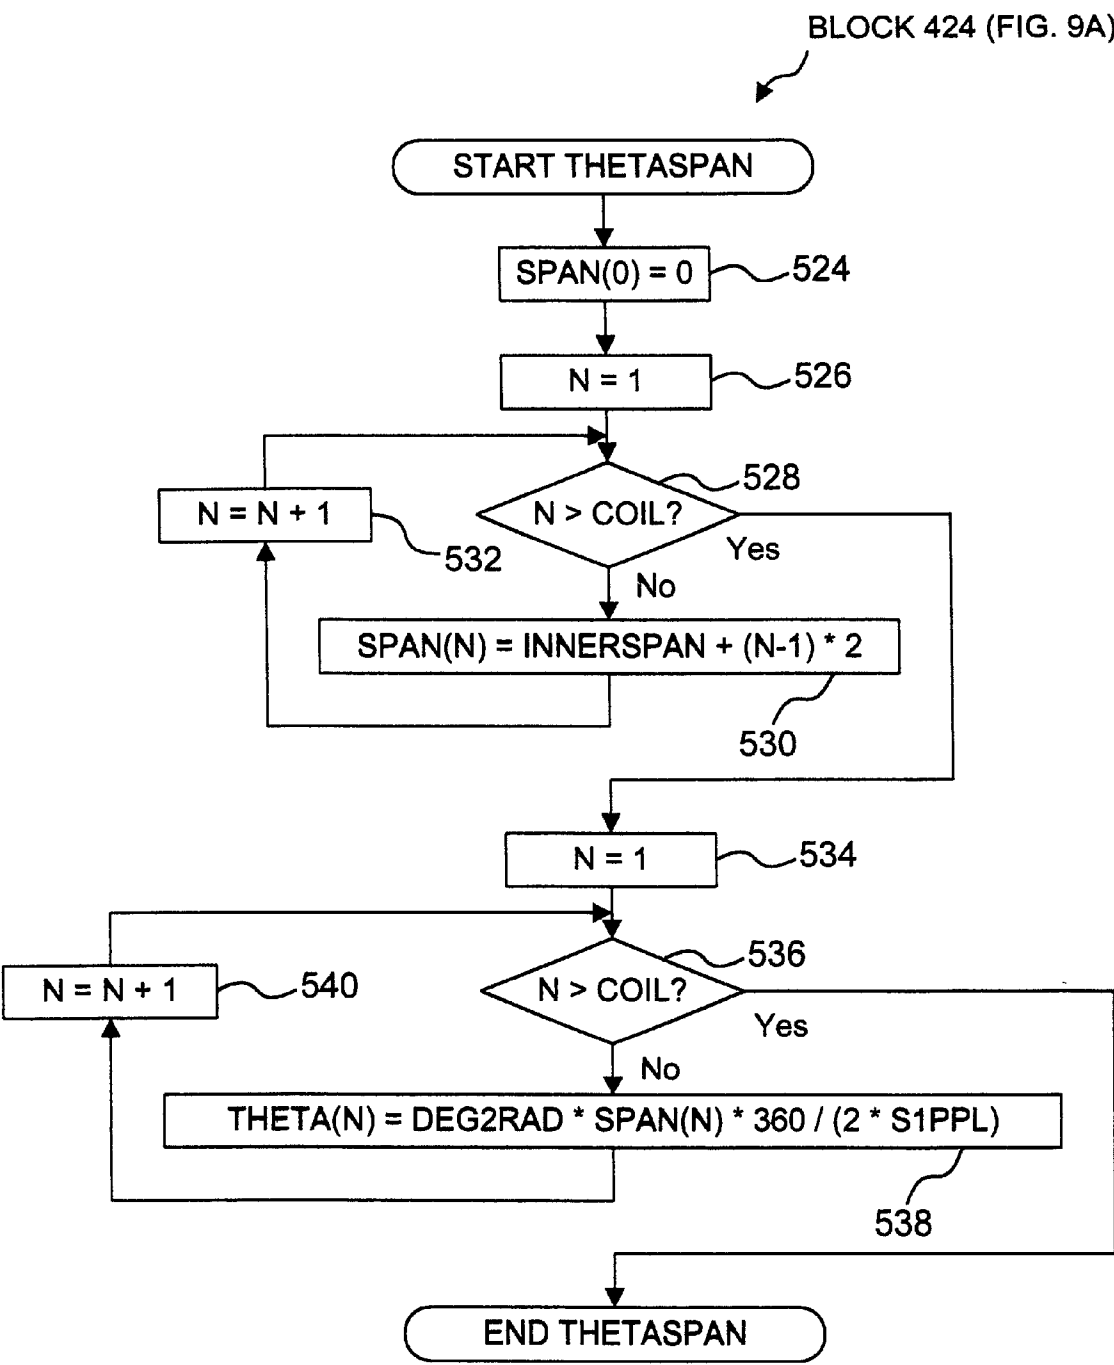 BLOCK 424 (FIG. 9A)
START THETASPAN
SPAN(0) = 0
524
N = 1
526
N = N + 1
532
N > COIL?
528
Yes
No
SPAN(N) = INNERSPAN + (N-1) * 2
530
N = 1
534
N = N + 1
540
N > COIL?
536
Yes
No
THETA(N) = DEG2RAD * SPAN(N) * 360 / (2 * S1PPL)
538
END THETASPAN